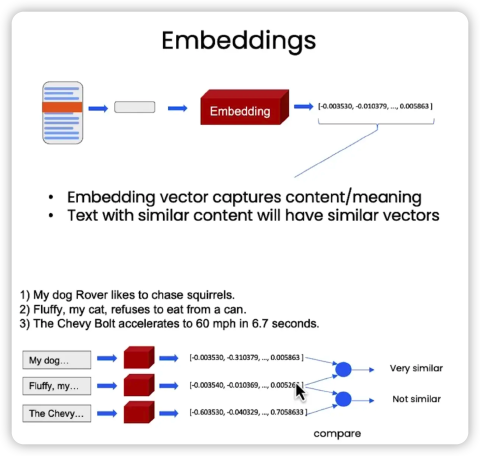 Embeddings
Embedding
[-0.003530, -0.010379, ..., 0.005863 ]
• Embedding vector captures content/meaning
• Text with similar content will have similar vectors
1) My dog Rover likes to chase squirrels.
2) Fluffy, my cat, refuses to eat from a can.
3) The Chevy Bolt accelerates to 60 mph in 6.7 seconds.
My dog...
[-0.003530, -0.310379, ..., 0.005863 ]
Very similar
Fluffy, my...
[-0.003540, -0.010369, ..., 0.005265 ]
Not similar
The Chevy...
[-0.603530, -0.040329, ..., 0.7058633 ]
compare